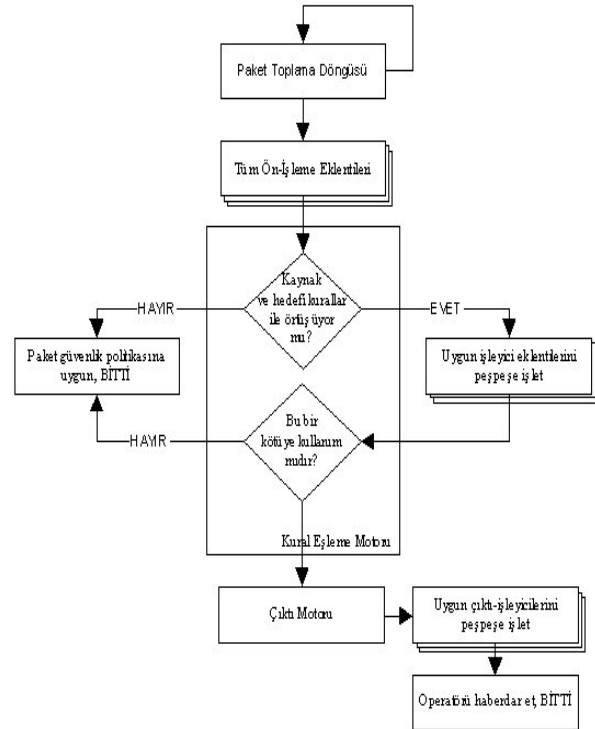 Paket Toplama Döngüsü
Tüm Ön-İşleme Eklentileri
Kaynak
ve hedefi kurallar
ile örtüşüyor
mu?
HAYIR
EVET
Paket güvenlik politikasına
uygun, BİTTİ
Uygun işleyici eklentilerini
peşpeşe işlet
Bu bir
kötüye kullanım
mıdır?
HAYIR
Kural Eşleme Motoru
Çıktı Motoru
Uygun çıktı-işleyicilerini
peşpeşe işlet
Operatörü haberdar et, BİTTİ